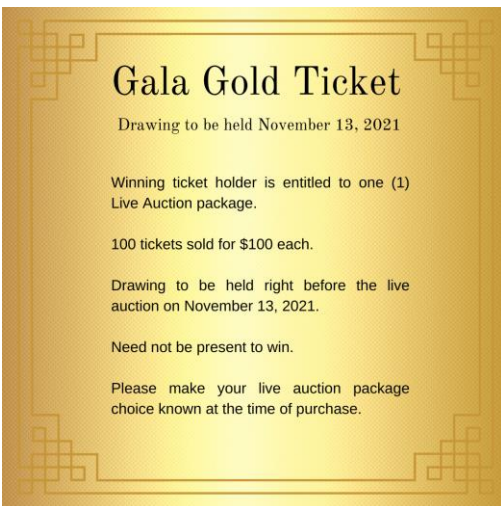 Gala Gold Ticket
Drawing to be held November 13, 2021
Winning ticket holder is entitled to one (1)
Live Auction package.
100 tickets sold for $100 each.
Drawing to be held right before the live
auction on November 13, 2021.
Need not be present to win.
Please make your live auction package
choice known at the time of purchase.